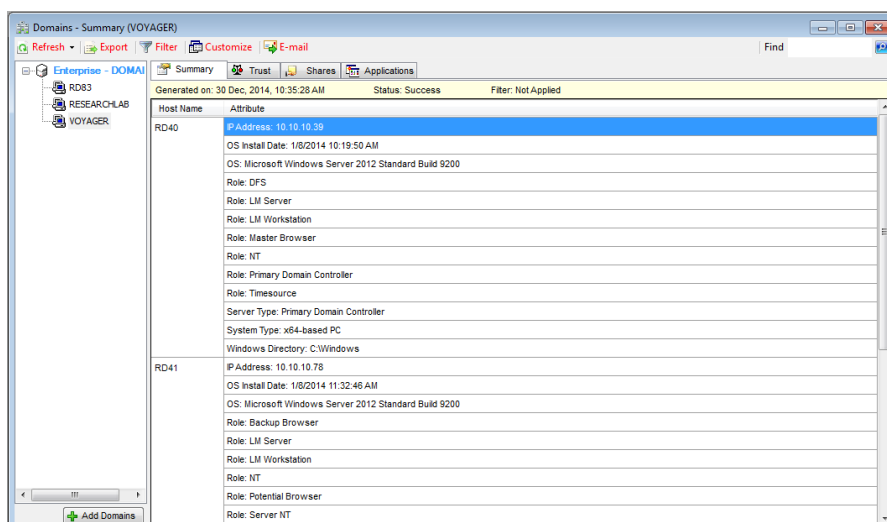 Domains - Summary (VOYAGER)
Refresh Export Filter Customize E-mail Find
Enterprise - DOMAI
RD83
RESEARCHLAB
VOYAGER
Add Domains
Summary Trust Shares Applications
Generated on: 30 Dec, 2014, 10:35:28 AM Status: Success Filter: Not Applied
Host Name Attribute
RD40 IP Address: 10.10.10.39
OS Install Date: 1/8/2014 10:19:50 AM
OS: Microsoft Windows Server 2012 Standard Build 9200
Role: DFS
Role: LM Server
Role: LM Workstation
Role: Master Browser
Role: NT
Role: Primary Domain Controller
Role: Timesource
Server Type: Primary Domain Controller
System Type: x64-based PC
Windows Directory: C:\Windows
RD41 IP Address: 10.10.10.78
OS Install Date: 1/8/2014 11:32:46 AM
OS: Microsoft Windows Server 2012 Standard Build 9200
Role: Backup Browser
Role: LM Server
Role: LM Workstation
Role: NT
Role: Potential Browser
Role: Server NT